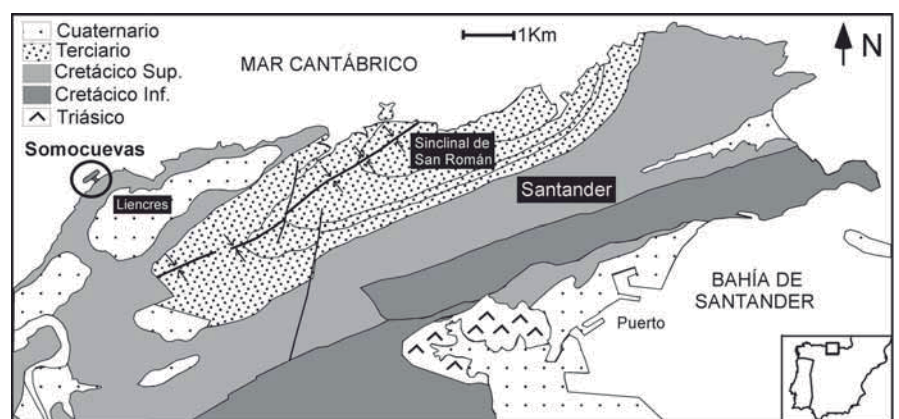 Cuaternario
Terciario
Cretácico Sup.
Cretácico Inf.
Triásico
MAR CANTÁBRICO
1Km
N
Somocuevas
Liencres
Sinclinal de
San Román
Santander
BAHÍA DE
SANTANDER
Puerto